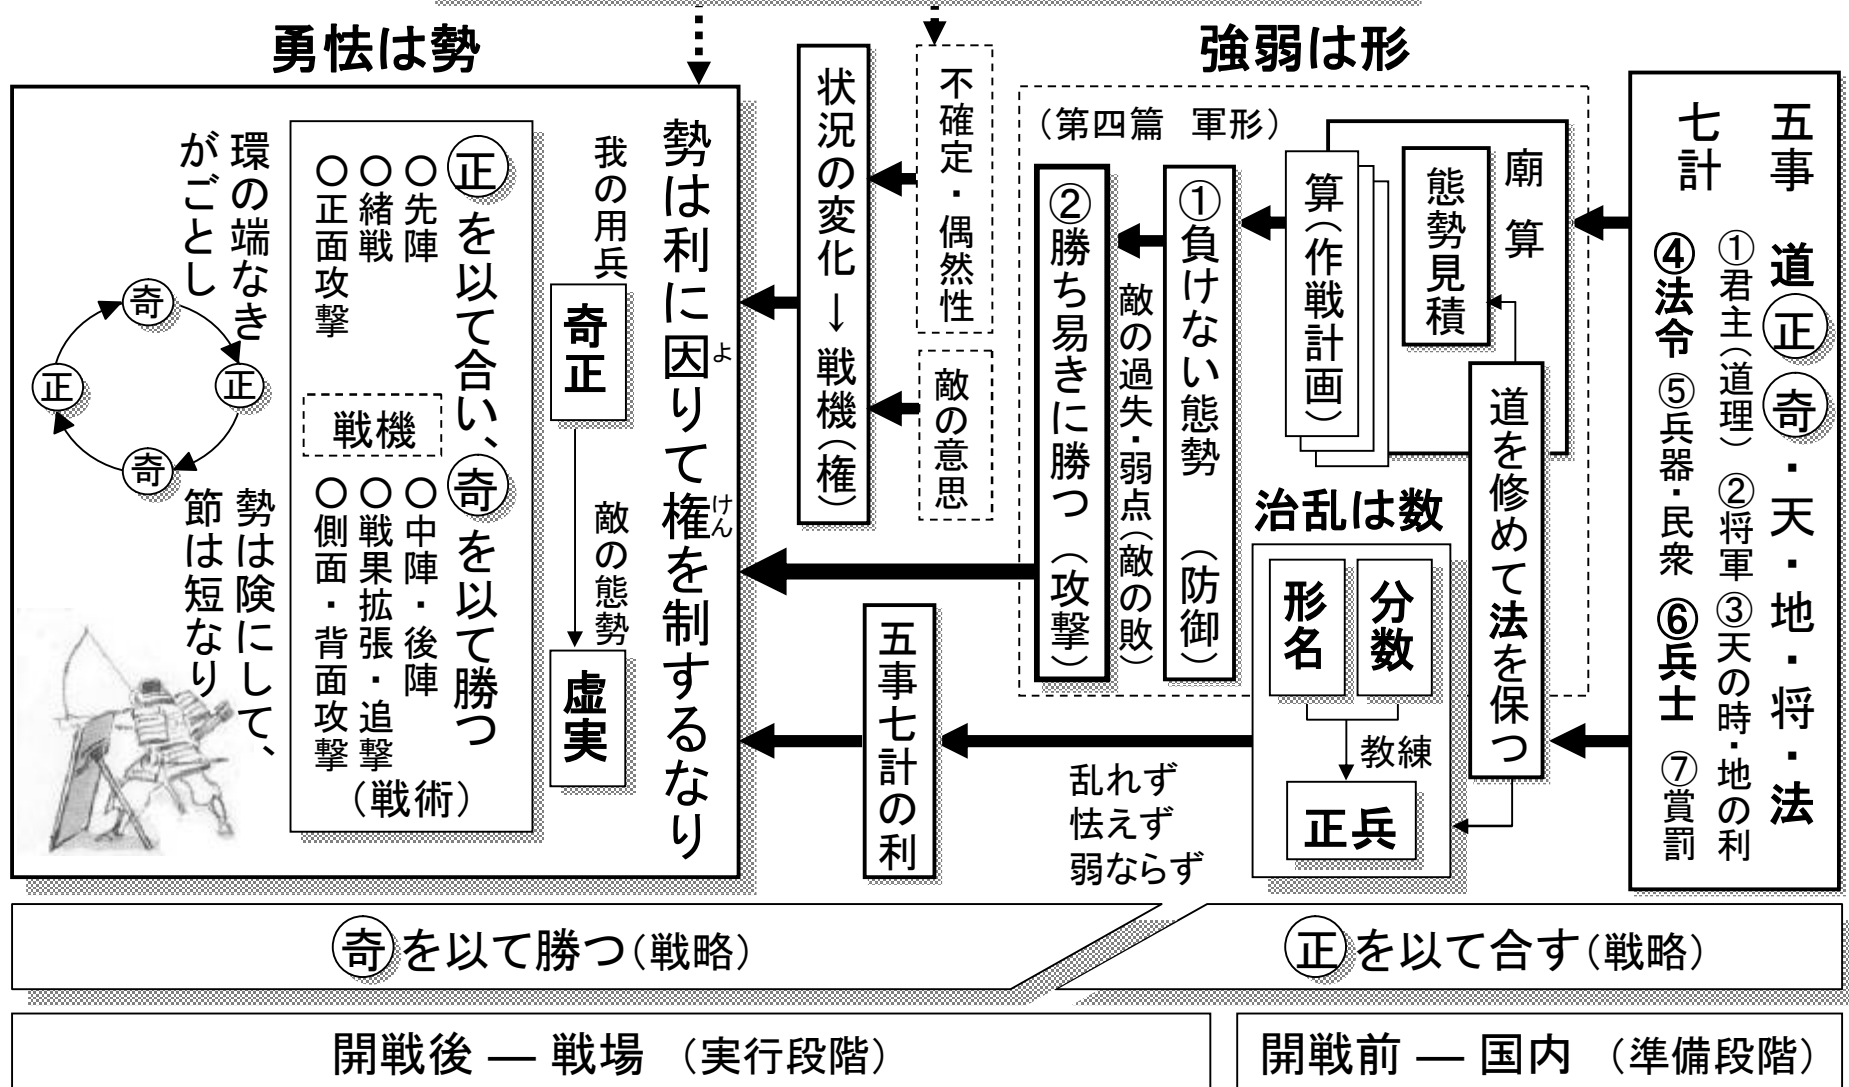 五事
七計
道正奇・天・地・将・法
①君主(道理) ②将軍 ③天の時・地の利
④法令 ⑤兵器・民衆 ⑥兵士 ⑦賞罰
強弱は形
(第四篇 軍形)
廟算
態勢見積
算(作戦計画)
道を修めて法を保つ
①負けない態勢 (防御)
敵の過失・弱点(敵の敗)
②勝ち易きに勝つ (攻撃)
治乱は数
分数
形名
教練
正兵
乱れず
怯えず
弱ならず
不確定・偶然性
敵の意思
状況の変化→戦機(権)
五事七計の利
勇怯は勢
勢は利に因りて権を制するなり
よ
けん
我の用兵
奇正
敵の態勢
虚実
正を以て合い、奇を以て勝つ
○先陣
○緒戦
○正面攻撃
戦機
○中陣・後陣
○戦果拡張・追撃
○側面・背面攻撃
(戦術)
環の端なき
がごとし
奇
正
奇
正
勢は険にして、
節は短なり
奇を以て勝つ(戦略)
正を以て合す(戦略)
開戦後 ― 戦場 (実行段階)
開戦前 ― 国内 (準備段階)